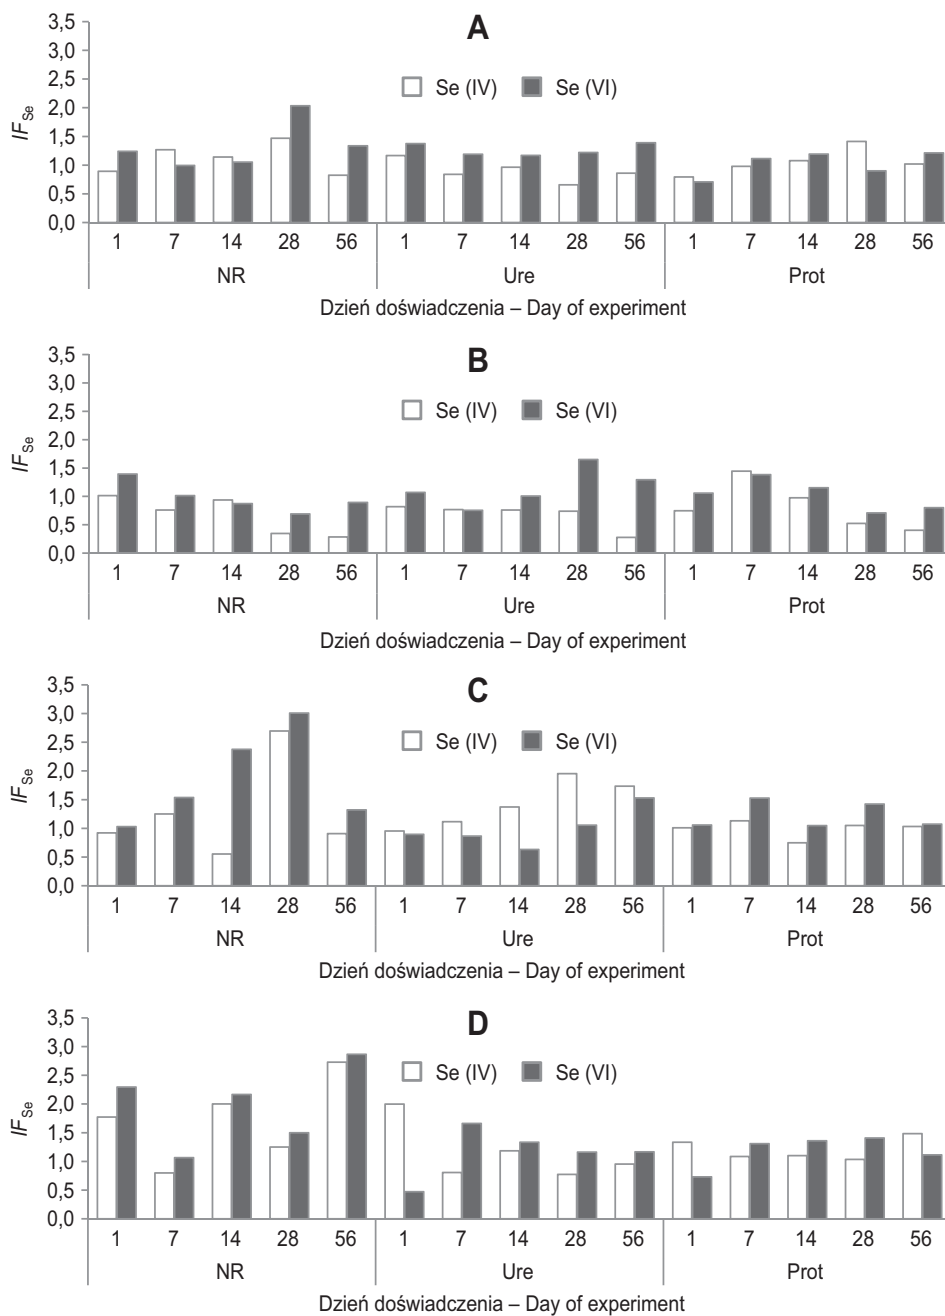 A
3,5
3,0
2,5
2,0
1,5
1,0
0,5
0,0
IF Se
Se (IV) Se (VI)
1 7 14 28 56 1 7 14 28 56 1 7 14 28 56
NR Ure Prot
Dzień doświadczenia – Day of experiment
B
3,5
3,0
2,5
2,0
1,5
1,0
0,5
0,0
IF Se
Se (IV) Se (VI)
1 7 14 28 56 1 7 14 28 56 1 7 14 28 56
NR Ure Prot
Dzień doświadczenia – Day of experiment
C
3,5
3,0
2,5
2,0
1,5
1,0
0,5
0,0
IF Se
Se (IV) Se (VI)
1 7 14 28 56 1 7 14 28 56 1 7 14 28 56
NR Ure Prot
Dzień doświadczenia – Day of experiment
D
3,5
3,0
2,5
2,0
1,5
1,0
0,5
0,0
IF Se
Se (IV) Se (VI)
1 7 14 28 56 1 7 14 28 56 1 7 14 28 56
NR Ure Prot
Dzień doświadczenia – Day of experiment